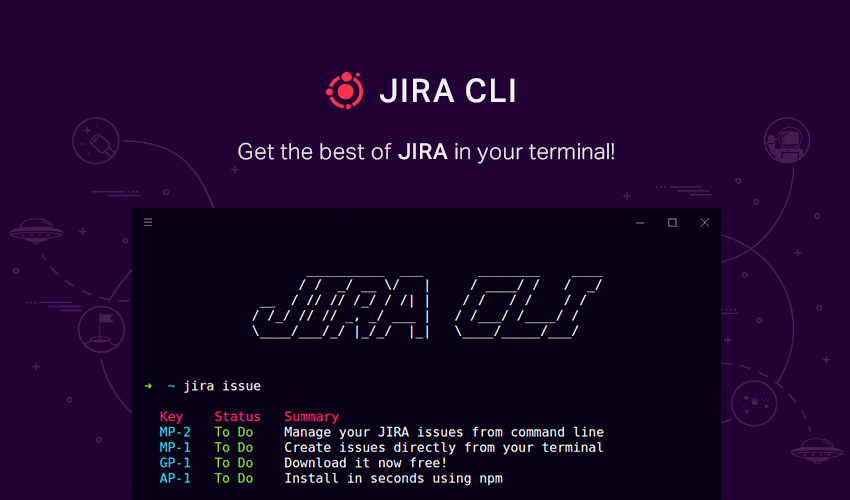 JIRA CLI
Get the best of JIRA in your terminal!
JIRA CLI
➜ ~ jira issue
Key Status Summary
MP-2 To Do Manage your JIRA issues from command line
MP-1 To Do Create issues directly from your terminal
GP-1 To Do Download it now free!
AP-1 To Do Install in seconds using npm